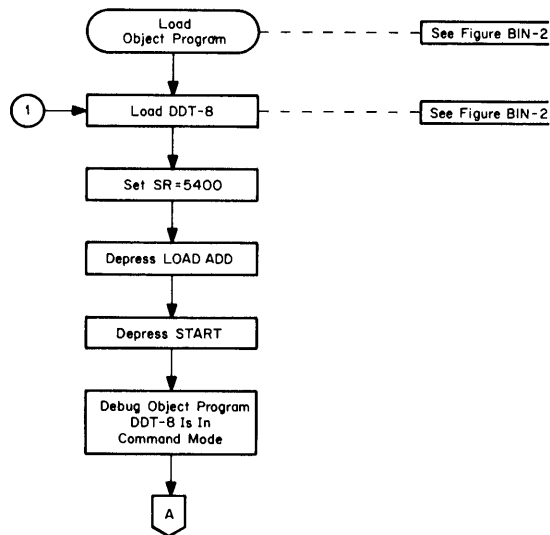 Load
Object Program
See Figure BIN-2
1
Load DDT-8
See Figure BIN-2
Set SR=5400
Depress LOAD ADD
Depress START
Debug Object Program
DDT-8 Is In
Command Mode
A